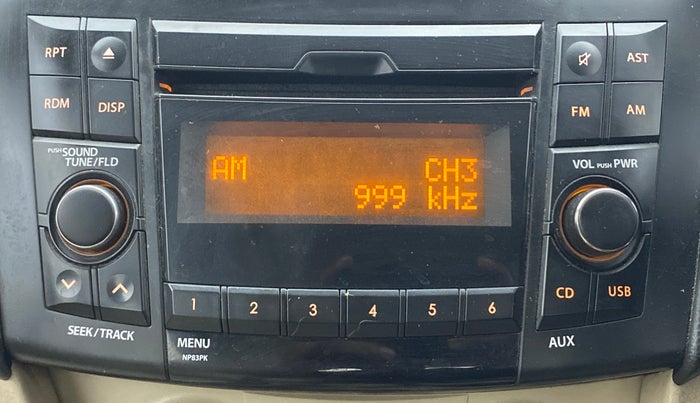 RPT
AST
RDM
DISP
FM
AM
PUSH SOUND
TUNE/FLD
VOL PUSH PWR
AM CH3
999 kHz
CD
USB
1 2 3 4 5 6
SEEK/TRACK
MENU
AUX
NP83PK